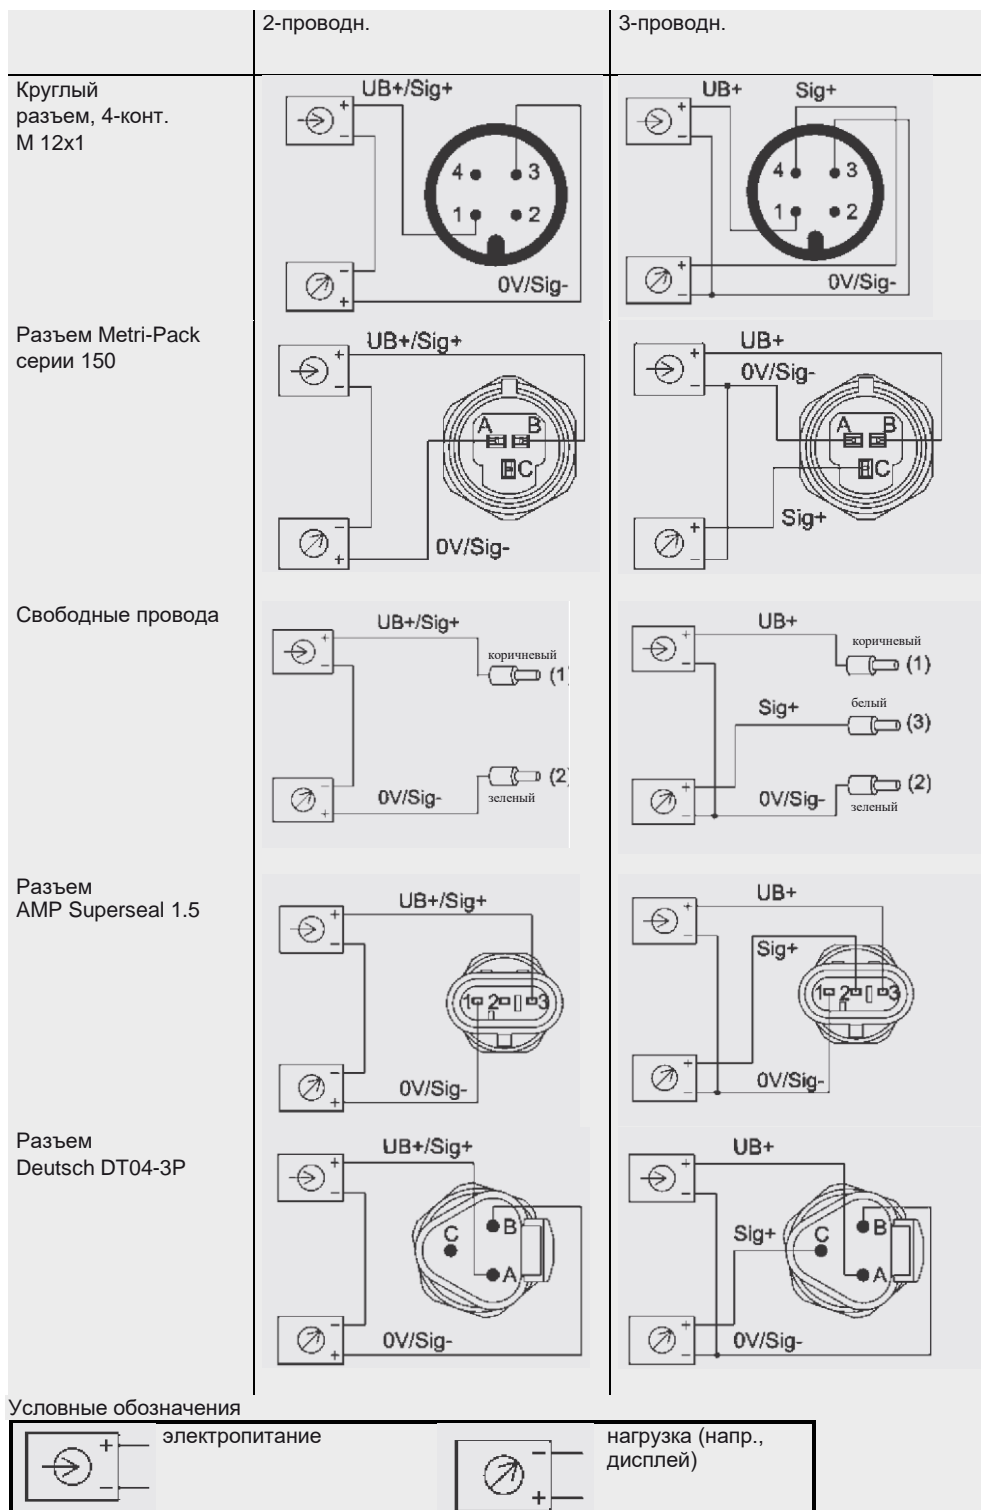 2-проводн.
3-проводн.
Круглый
разъем, 4-конт.
M 12x1
UB+/Sig+
+
−
4
3
1
2
−
+
0V/Sig-
UB+
Sig+
+
−
4
3
1
2
+
−
0V/Sig-
Разъем Metri-Pack
серии 150
UB+/Sig+
+
−
A
B
C
−
+
0V/Sig-
UB+
+
0V/Sig-
−
A
B
C
Sig+
+
−
Свободные провода
UB+/Sig+
+
−
коричневый
(1
−
+
0V/Sig-
(2
зеленый
UB+
+
−
коричневый
(1)
белый
Sig+
(3)
+
−
0V/Sig-
(2)
зеленый
Разъем
AMP Superseal 1.5
UB+/Sig+
+
−
1 2 3
−
+
0V/Sig-
UB+
+
−
Sig+
1 2 3
+
−
0V/Sig-
Разъем
Deutsch DT04-3P
UB+/Sig+
+
−
B
C
A
−
+
0V/Sig-
UB+
+
−
Sig+
B
C
A
+
−
0V/Sig-
Условные обозначения
+
−
электропитание
−
+
нагрузка (напр.,
дисплей)